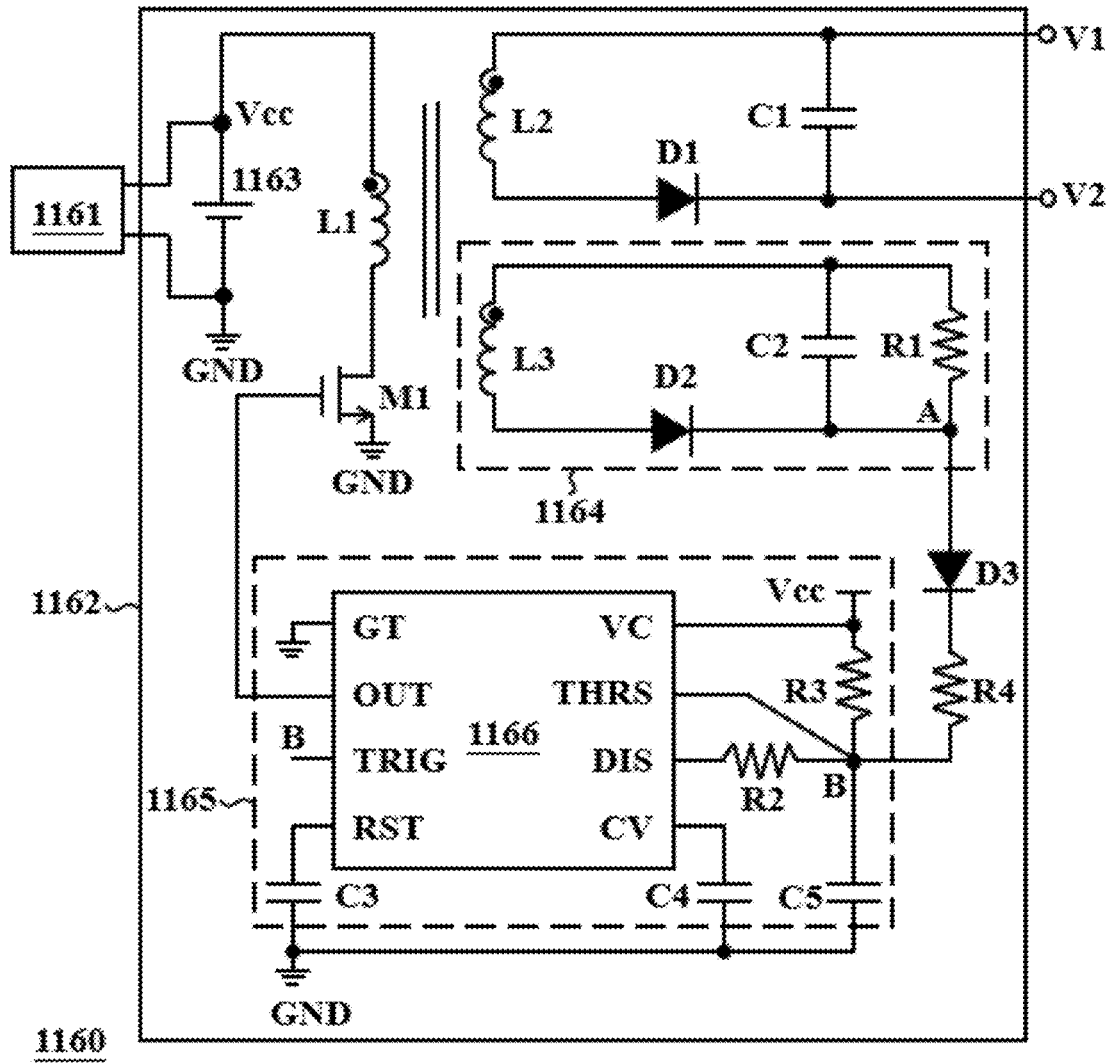 V1
Vcc
L2
C1
D1
1163
1161
L1
V2
GND
L3
C2
R1
D2
M1
A
GND
1164
D3
1162
Vcc
GT
VC
OUT
THRS
R3
R4
B
1166
TRIG
DIS
1165
R2
B
RST
CV
C3
C4
C5
GND
1160